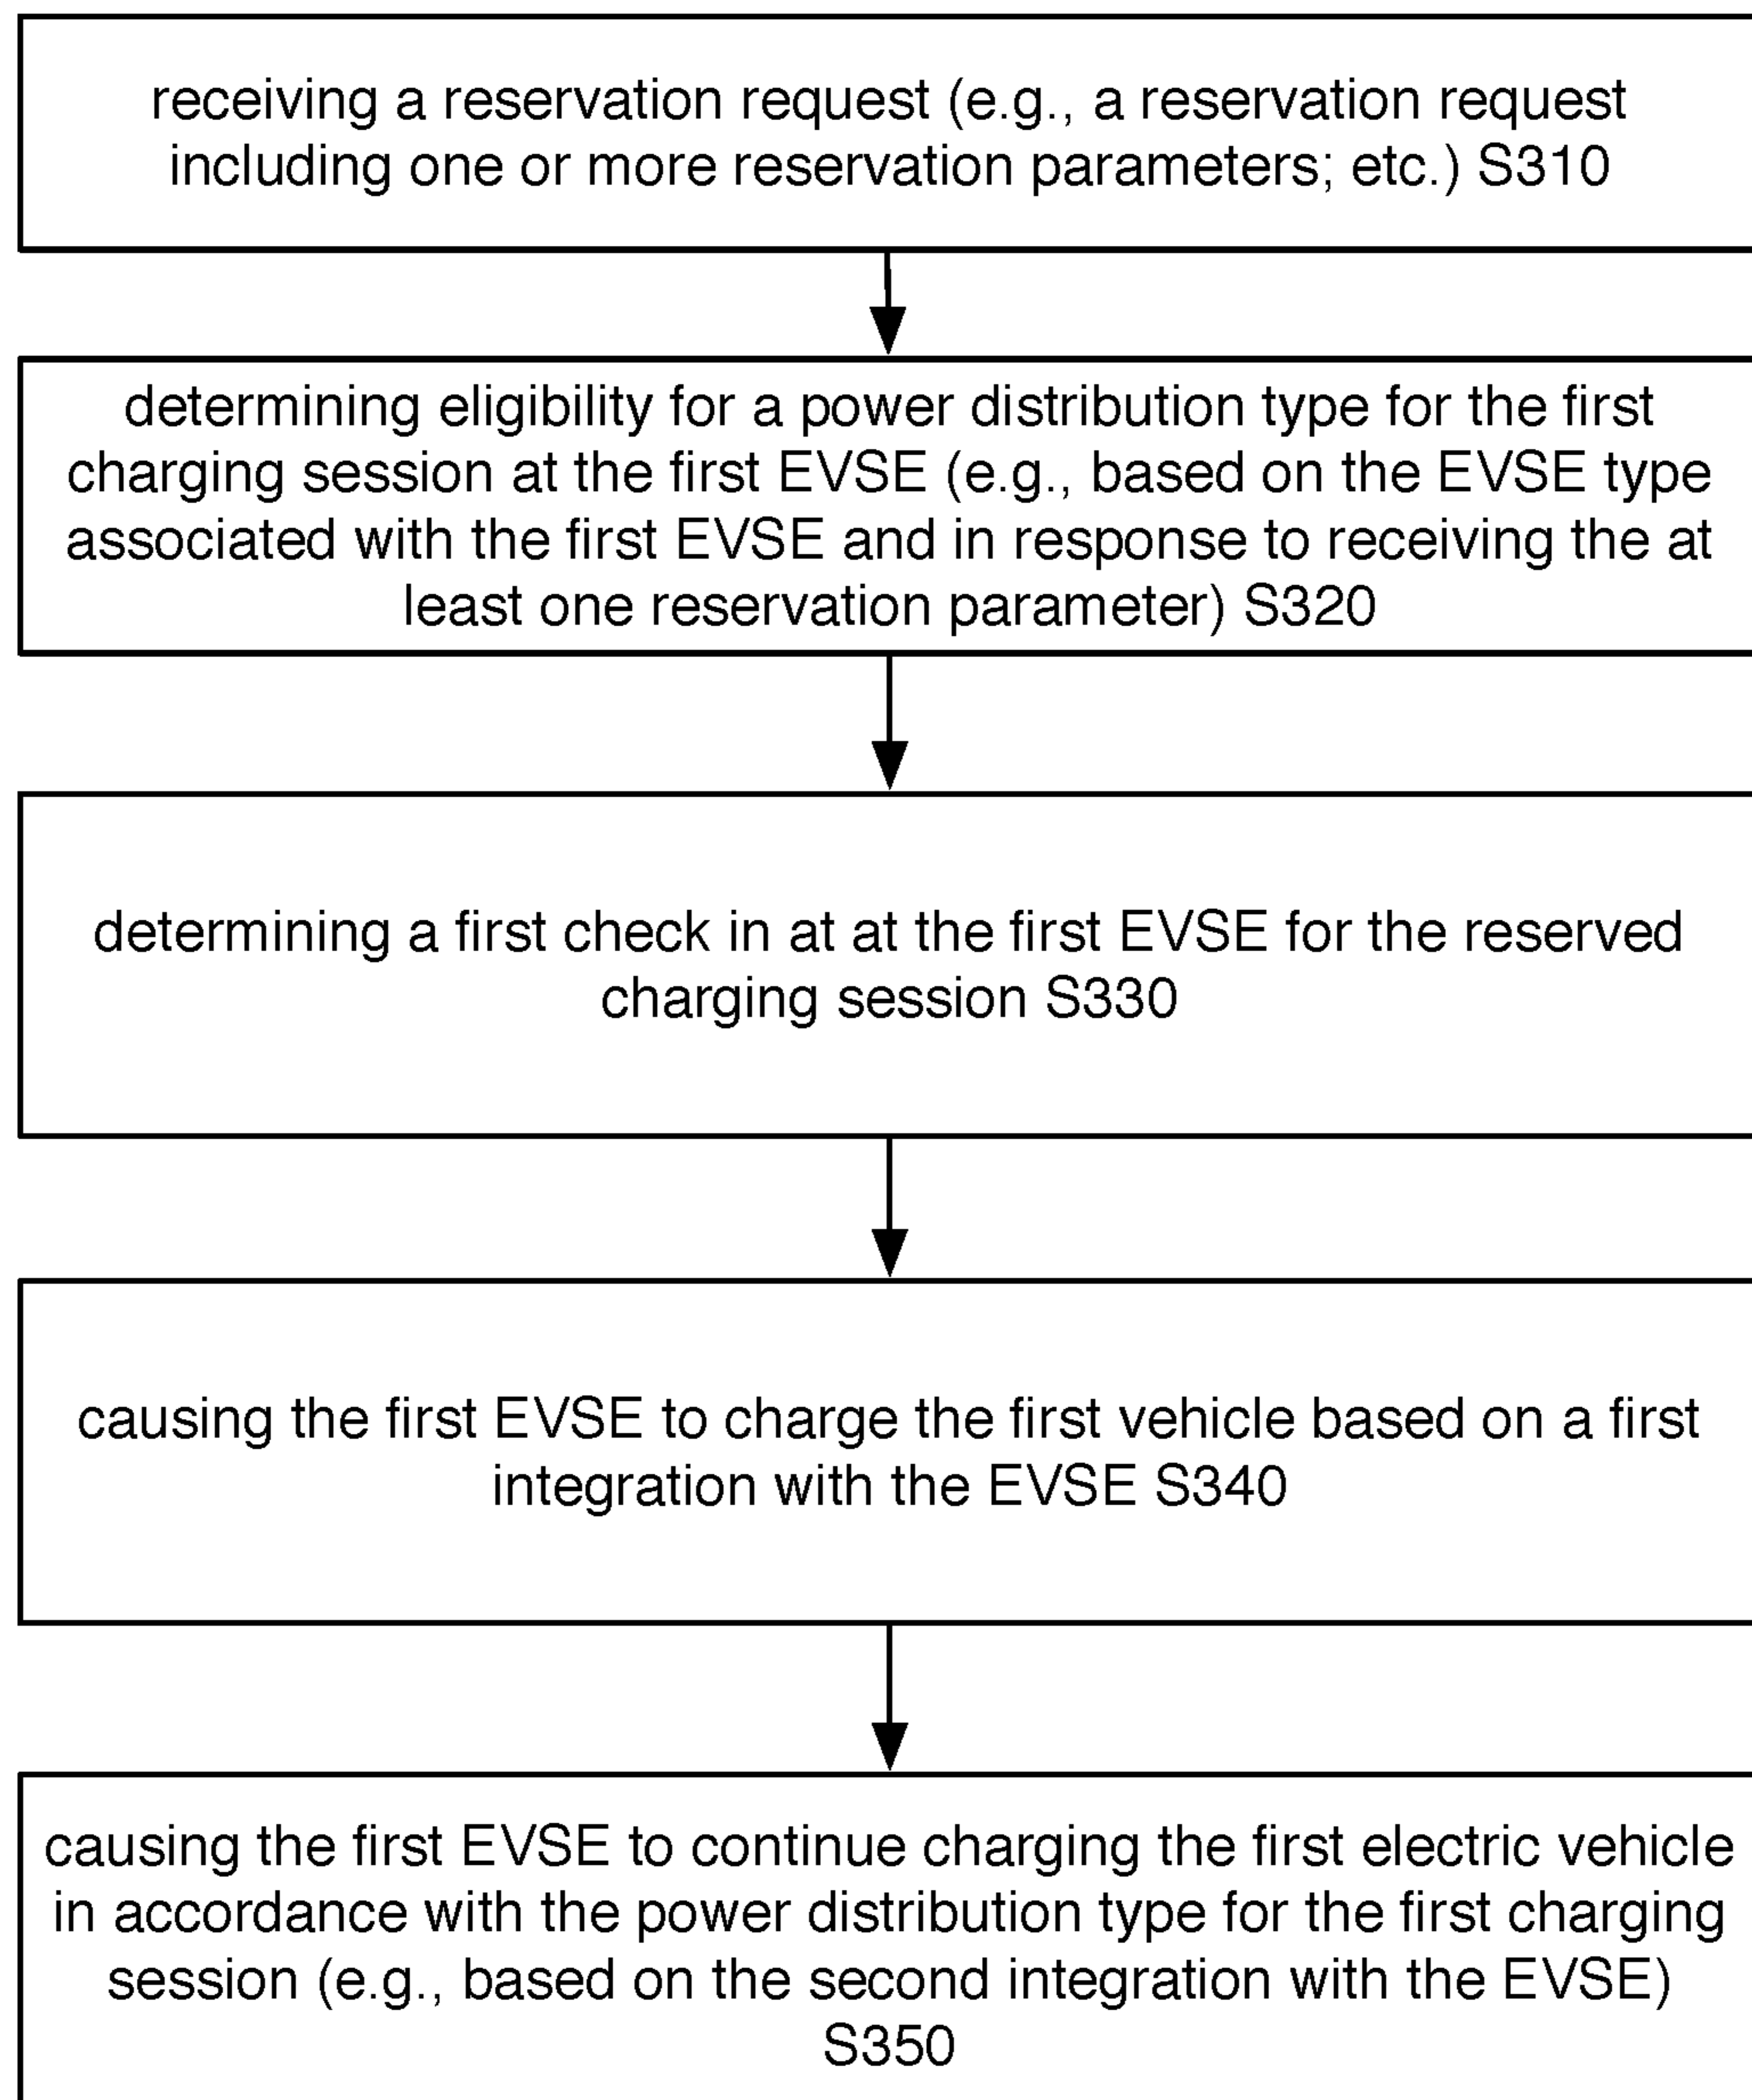 receiving a reservation request (e.g., a reservation request
including one or more reservation parameters; etc.) S310
determining eligibility for a power distribution type for the first
charging session at the first EVSE (e.g., based on the EVSE type
associated with the first EVSE and in response to receiving the at
least one reservation parameter) S320
determining a first check in at at the first EVSE for the reserved
charging session S330
causing the first EVSE to charge the first vehicle based on a first
integration with the EVSE S340
causing the first EVSE to continue charging the first electric vehicle
in accordance with the power distribution type for the first charging
session (e.g., based on the second integration with the EVSE)
S350